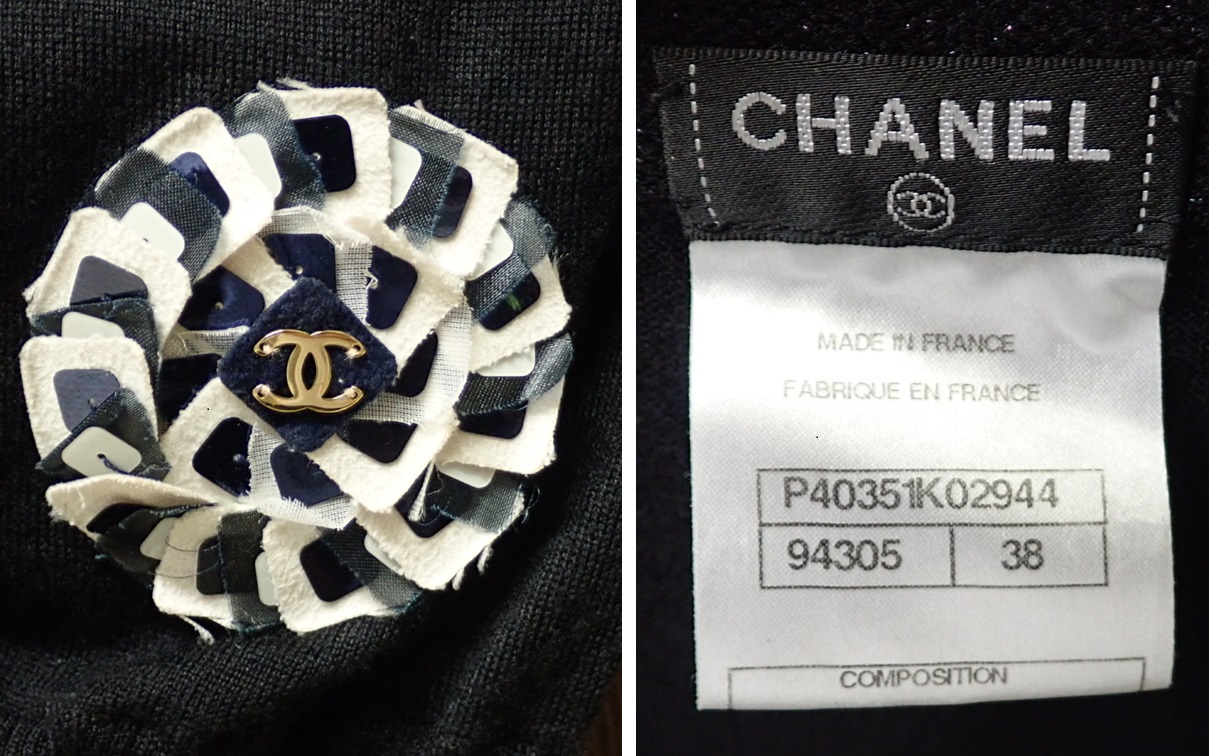 CHANEL
MADE IN FRANCE
FABRIQUE EN FRANCE
P40351K02944
94305 38
COMPOSITION